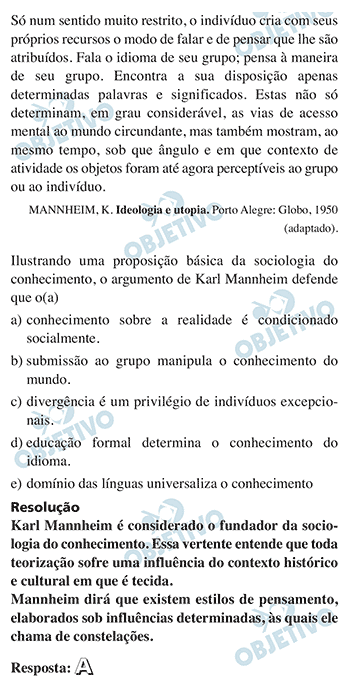 Só num sentido muito restrito, o indivíduo cria com seus
próprios recursos o modo de falar e de pensar que lhe são
atribuídos. Fala o idioma de seu grupo; pensa à maneira
de seu grupo. Encontra a sua disposição apenas
determinadas palavras e significados. Estas não só
determinam, em grau considerável, as vias de acesso
mental ao mundo circundante, mas também mostram, ao
mesmo tempo, sob que ângulo e em que contexto de
atividade os objetos foram até agora perceptíveis ao grupo
ou ao indivíduo.
MANNHEIM, K. Ideologia e utopia. Porto Alegre: Globo, 1950
(adaptado).
Ilustrando uma proposição básica da sociologia do
conhecimento, o argumento de Karl Mannheim defende
que o(a)
a) conhecimento sobre a realidade é condicionado
socialmente.
b) submissão ao grupo manipula o conhecimento do
mundo.
c) divergência é um privilégio de indivíduos excepcio-
nais.
d) educação formal determina o conhecimento do
idioma.
e) domínio das línguas universaliza o conhecimento
Resolução
Karl Mannheim é considerado o fundador da socio-
logia do conhecimento. Essa vertente entende que toda
teorização sofre uma influência do contexto histórico
e cultural em que é tecida.
Mannheim dirá que existem estilos de pensamento,
elaborados sob influências determinadas, às quais ele
chama de constelações.
Resposta: A
OBJETIVO
OBJETIVO
OBJETIVO
OBJETIVO
OBJETIVO
OBJETIVO
OBJETIVO